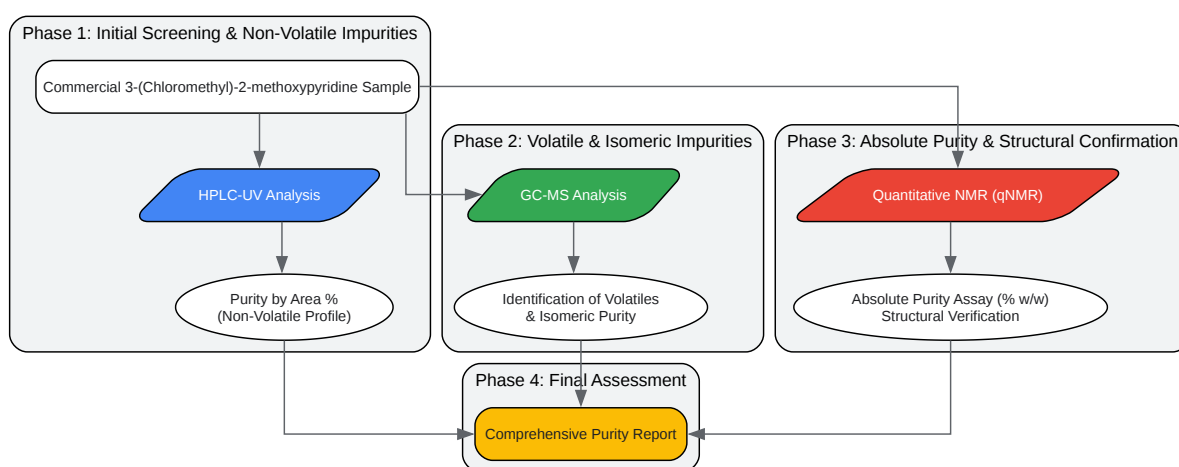 Phase 1: Initial Screening & Non-Volatile Impurities
Commercial 3-(Chloromethyl)-2-methoxypyridine Sample
HPLC-UV Analysis
Purity by Area %
(Non-Volatile Profile)
Phase 2: Volatile & Isomeric Impurities
GC-MS Analysis
Identification of Volatiles
& Isomeric Purity
Phase 3: Absolute Purity & Structural Confirmation
Quantitative NMR (qNMR)
Absolute Purity Assay (% w/w)
Structural Verification
Phase 4: Final Assessment
Comprehensive Purity Report